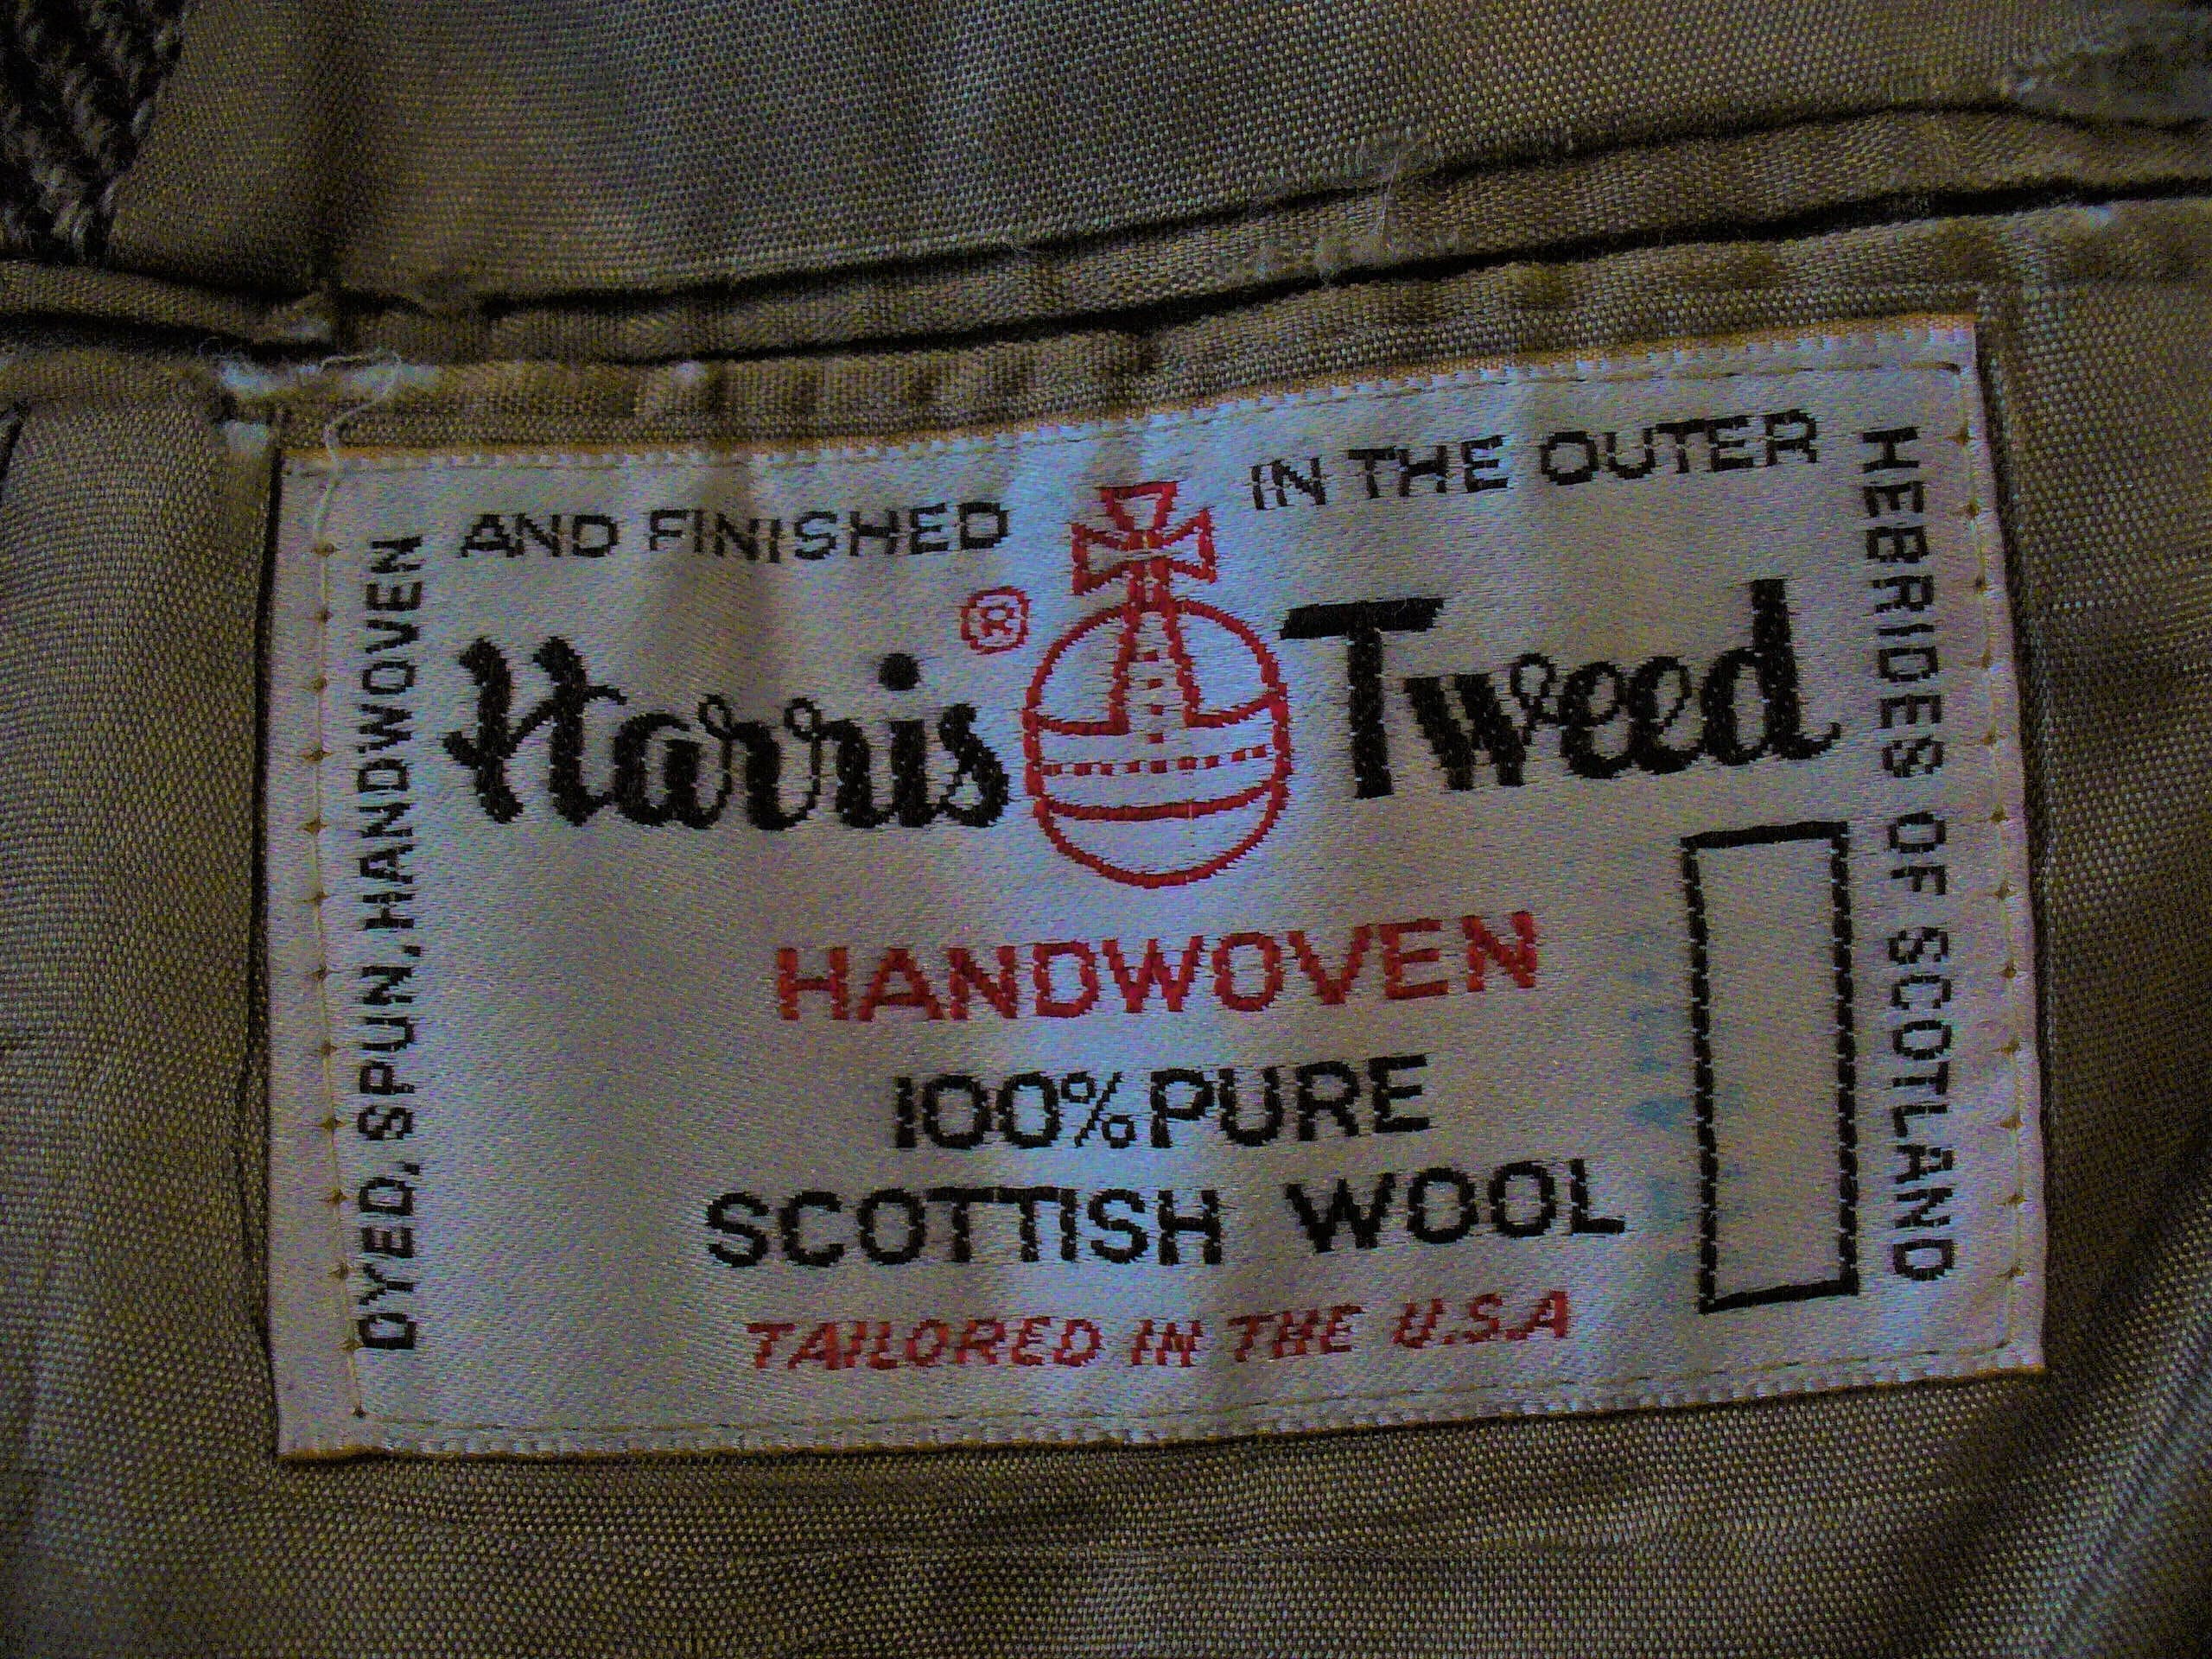 DYED, SPUN, HANDWOVEN
AND FINISHED
IN THE OUTER
HEBRIDES OF SCOTLAND
Harris ® Tweed
HANDWOVEN
100% PURE
SCOTTISH WOOL
TAILORED IN THE U.S.A